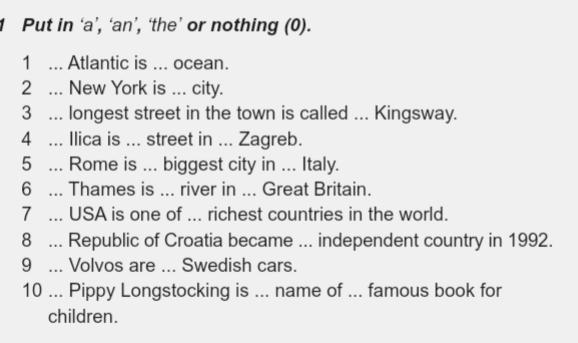 1 Put in ‘a’, ‘an’, ‘the’ or nothing (0).
1 ... Atlantic is ... ocean.
2 ... New York is ... city.
3 ... longest street in the town is called ... Kingsway.
4 ... Ilica is ... street in ... Zagreb.
5 ... Rome is ... biggest city in ... Italy.
6 ... Thames is ... river in ... Great Britain.
7 ... USA is one of ... richest countries in the world.
8 ... Republic of Croatia became ... independent country in 1992.
9 ... Volvos are ... Swedish cars.
10 ... Pippy Longstocking is ... name of ... famous book for
children.